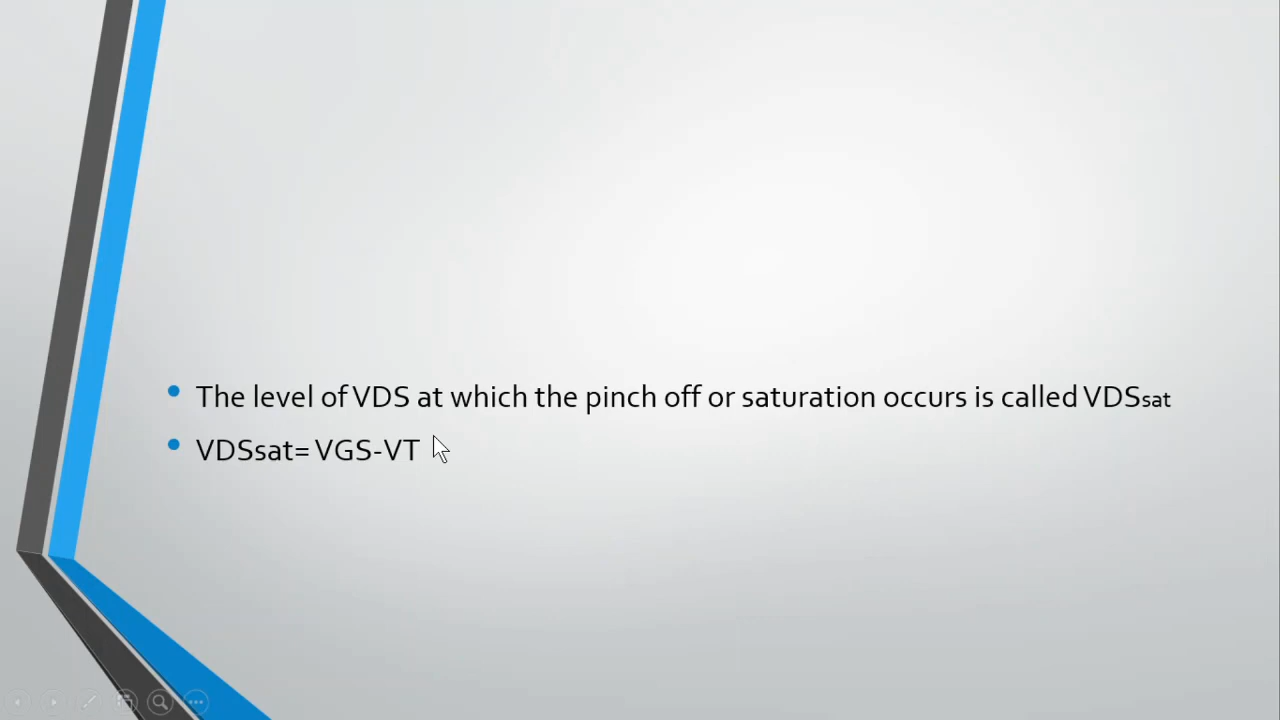 The level of VDS at which the pinch off or saturation occurs is called VDSsat
VDSsat= VGS-VT